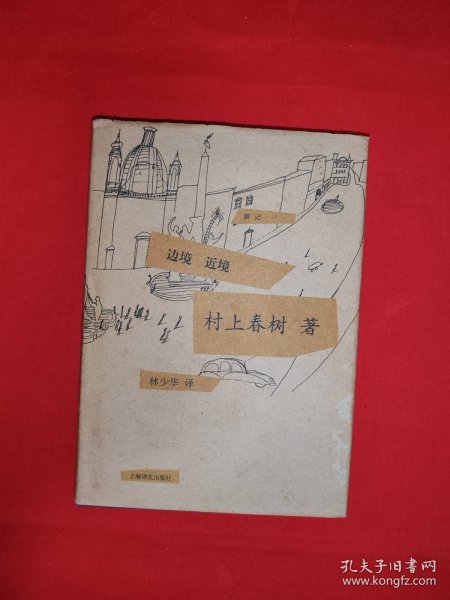 游记
边境 近境
村上春树 著
林少华 译
上海译文出版社
孔夫子旧书网
www.kongfz.com